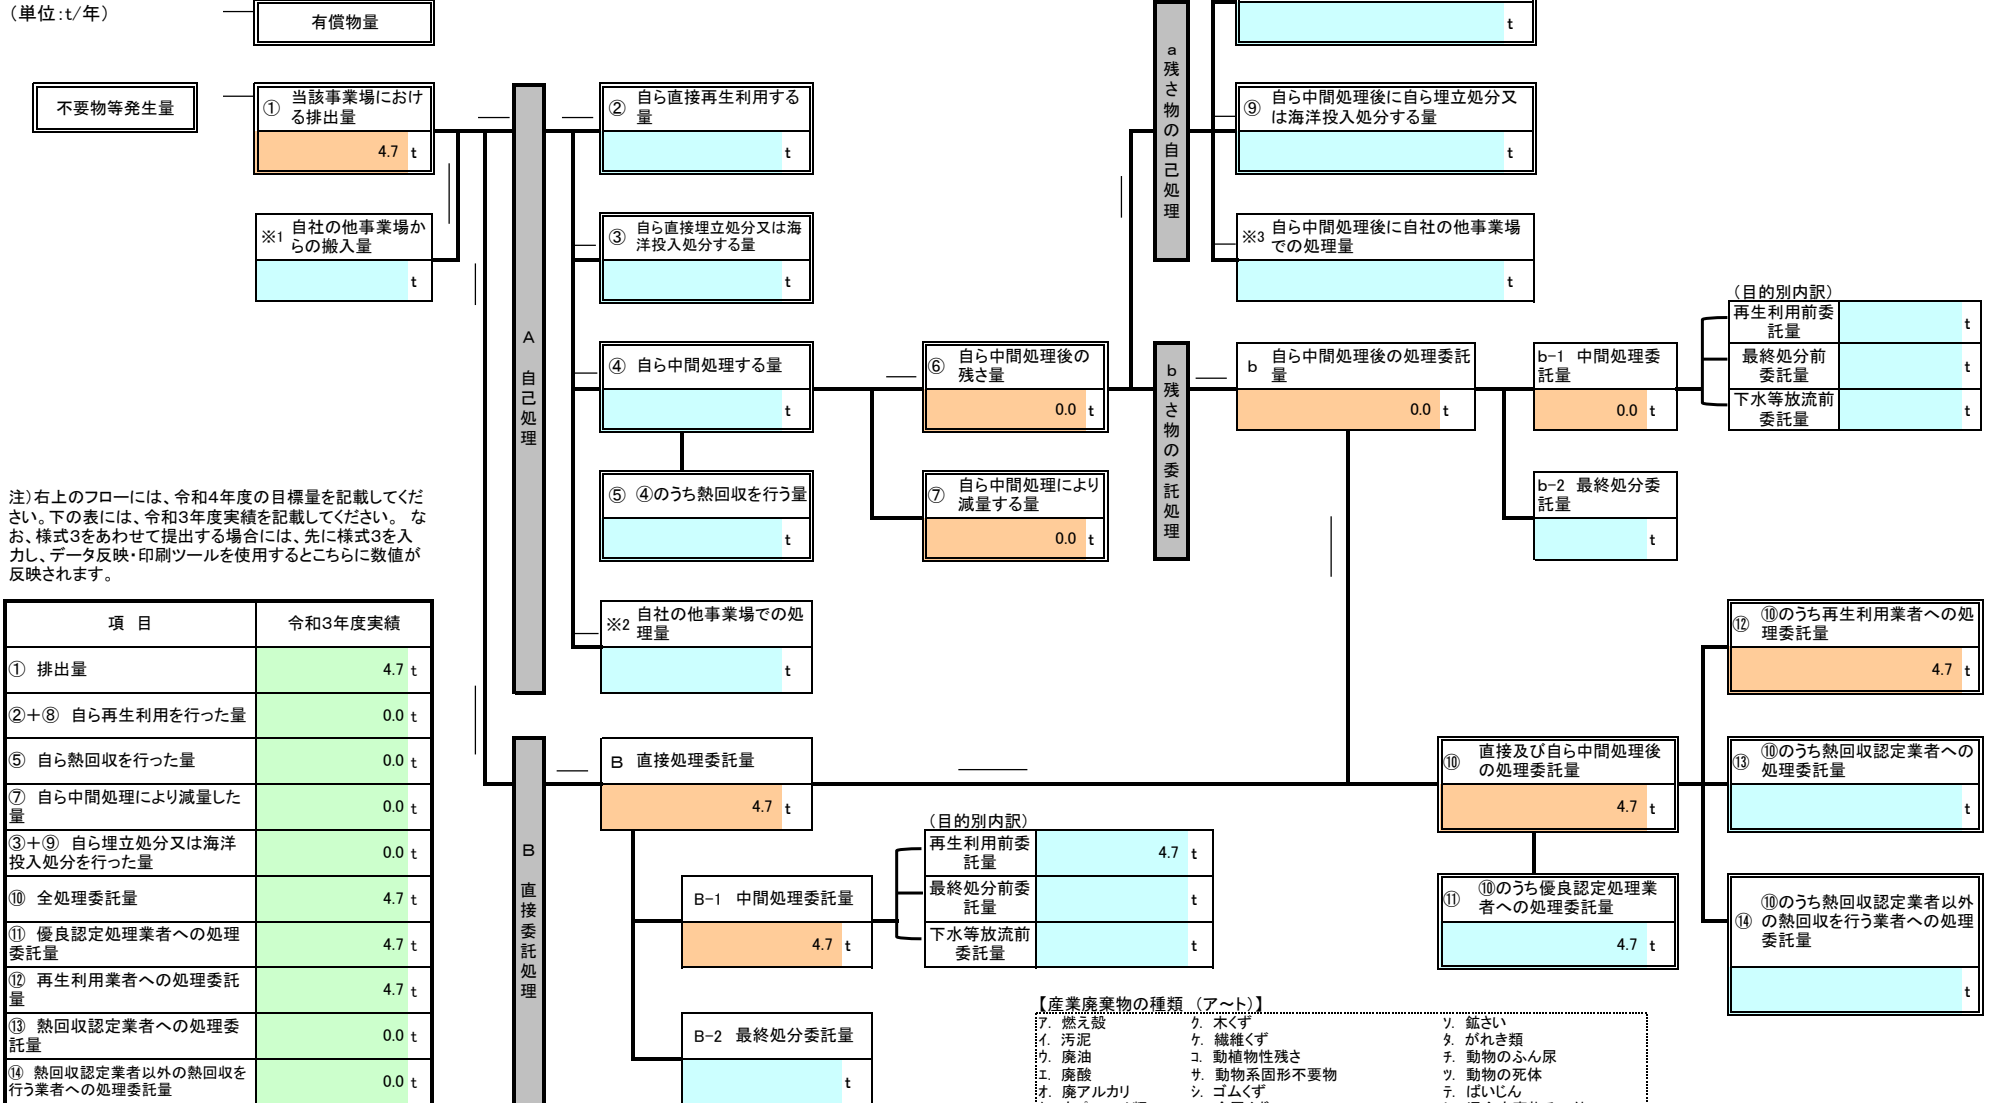 （単位：t/年）
有償物量
t
不要物等発生量
① 当該事業場におけ
る排出量
4.7 t
※1 自社の他事業場か
らの搬入量
t
A 自己処理
② 自ら直接再生利用する
量
t
③ 自ら直接埋立処分又は海
洋投入処分する量
t
④ 自ら中間処理する量
t
⑤ ④のうち熱回収を行う量
t
※2 自社の他事業場での処
理量
t
⑥ 自ら中間処理後の
残さ量
0.0 t
⑦ 自ら中間処理により
減量する量
0.0 t
a 残さ物の自己処理
⑨ 自ら中間処理後に自ら埋立処分又
は海洋投入処分する量
t
※3 自ら中間処理後に自社の他事業場
での処理量
t
b 残さ物の委託処理
b 自ら中間処理後の処理委託
量
0.0 t
b-1 中間処理委
託量
0.0 t
b-2 最終処分委
託量
t
（目的別内訳）
再生利用前委
託量
t
最終処分前
委託量
t
下水等放流前
委託量
t
注）右上のフローには、令和4年度の目標量を記載してくだ
さい。下の表には、令和3年度実績を記載してください。 な
お、様式3をあわせて提出する場合には、先に様式3を入
力し、データ反映・印刷ツールを使用するとこちらに数値が
反映されます。
項 目 令和3年度実績
① 排出量 4.7 t
②＋⑧ 自ら再生利用を行った量 0.0 t
⑤ 自ら熱回収を行った量 0.0 t
⑦ 自ら中間処理により減量した
量 0.0 t
③＋⑨ 自ら埋立処分又は海洋
投入処分を行った量 0.0 t
⑩ 全処理委託量 4.7 t
⑪ 優良認定処理業者への処理
委託量 4.7 t
⑫ 再生利用業者への処理委託
量 4.7 t
⑬ 熱回収認定業者への処理委
託量 0.0 t
⑭ 熱回収認定業者以外の熱回収を
行う業者への処理委託量 0.0 t
B 直接委託処理
B 直接処理委託量
4.7 t
B-1 中間処理委託量
4.7 t
B-2 最終処分委託量
t
（目的別内訳）
再生利用前委
託量
4.7 t
最終処分前委
託量
t
下水等放流前
委託量
t
⑩ 直接及び自ら中間処理後
の処理委託量
4.7 t
⑪ ⑩のうち優良認定処理業
者への処理委託量
4.7 t
⑫ ⑩のうち再生利用業者への処
理委託量
4.7 t
⑬ ⑩のうち熱回収認定業者への
処理委託量
t
⑭ ⑩のうち熱回収認定業者以外
の熱回収を行う業者への処理
委託量
t
【産業廃棄物の種類 （ア～ト）】
ア. 燃え殻 ク. 木くず ソ. 鉱さい
イ. 汚泥 ケ. 繊維くず タ. がれき類
ウ. 廃油 コ. 動植物性残さ チ. 動物のふん尿
エ. 廃酸 サ. 動物系固形不要物 ツ. 動物の死体
オ. 廃アルカリ シ. ゴムくず テ. ばいじん